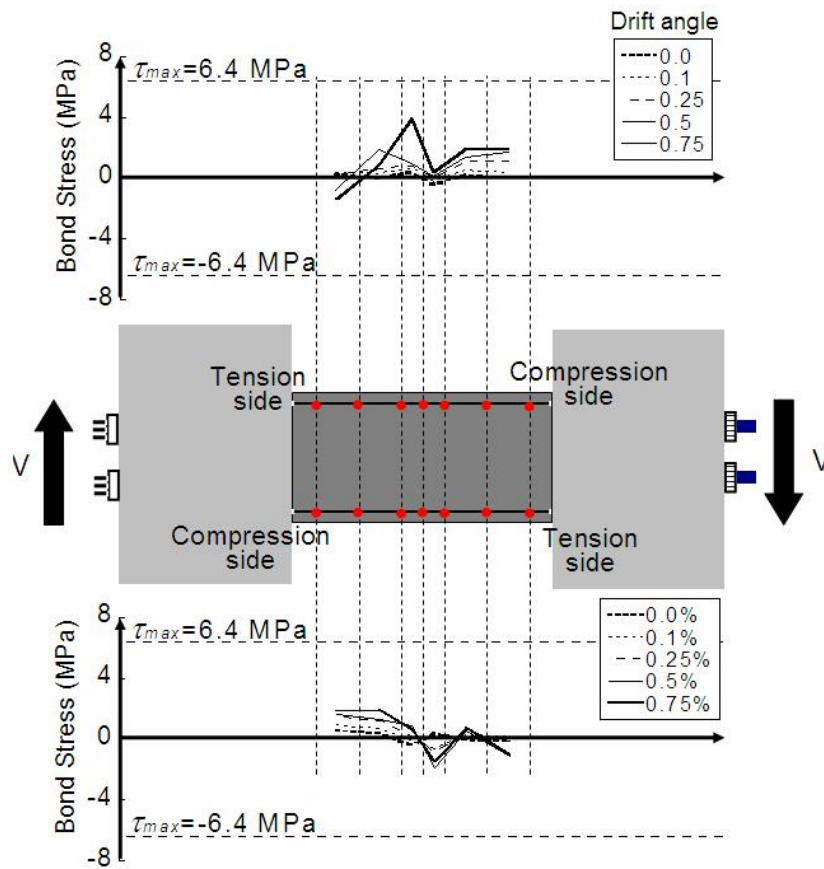 Drift angle
0.0
0.1
0.25
0.5
0.75
Bond Stress (MPa)
8
4
0
-4
-8
τmax=6.4 MPa
τmax=-6.4 MPa
Tension
side
Compression
side
V
V
Compression
side
Tension
side
0.0%
0.1%
0.25%
0.5%
0.75%
Bond Stress (MPa)
8
4
0
-4
-8
τmax=6.4 MPa
τmax=-6.4 MPa